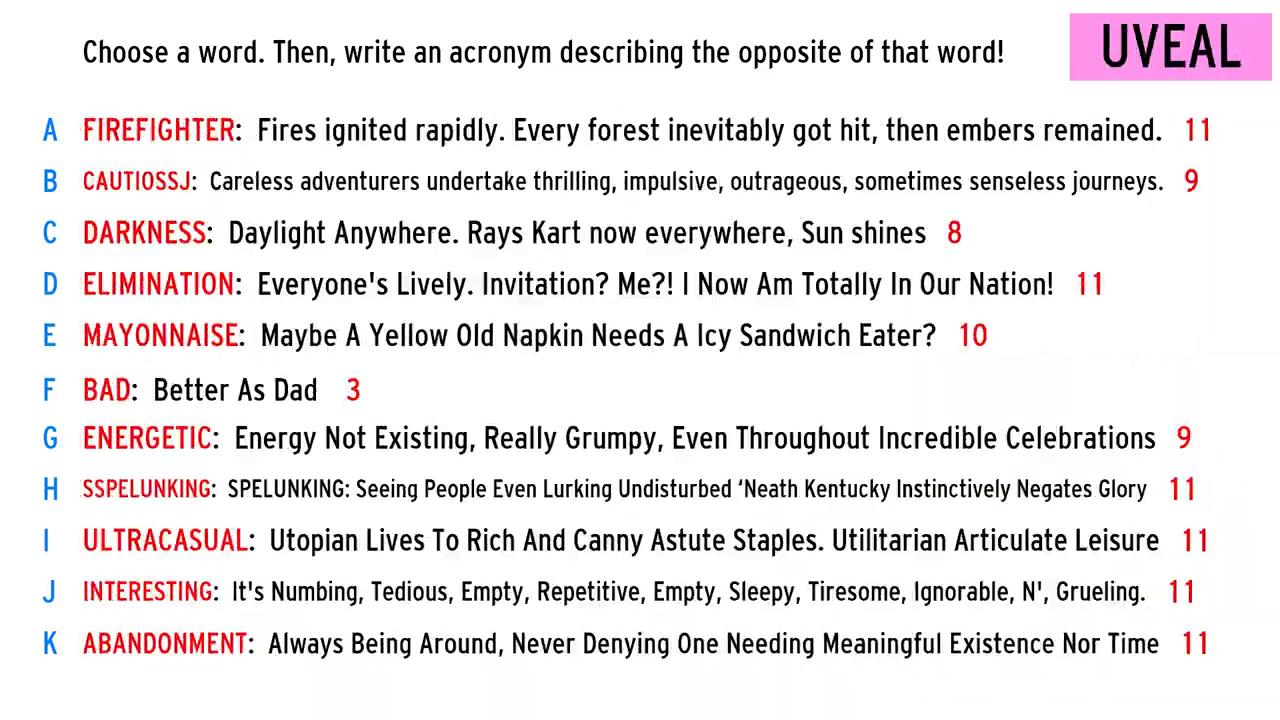 Choose a word. Then, write an acronym describing the opposite of that word!
UVEAL
A FIREFIGHTER: Fires ignited rapidly. Every forest inevitably got hit, then embers remained. 11
B CAUTIOSSJ: Careless adventurers undertake thrilling, impulsive, outrageous, sometimes senseless journeys. 9
C DARKNESS: Daylight Anywhere. Rays Kart now everywhere, Sun shines 8
D ELIMINATION: Everyone's Lively. Invitation? Me?! I Now Am Totally In Our Nation! 11
E MAYONNAISE: Maybe A Yellow Old Napkin Needs A Icy Sandwich Eater? 10
F BAD: Better As Dad 3
G ENERGETIC: Energy Not Existing, Really Grumpy, Even Throughout Incredible Celebrations 9
H SSPELUNKING: SPELUNKING: Seeing People Even Lurking Undisturbed ‘Neath Kentucky Instinctively Negates Glory 11
I ULTRACASUAL: Utopian Lives To Rich And Canny Astute Staples. Utilitarian Articulate Leisure 11
J INTERESTING: It's Numbing, Tedious, Empty, Repetitive, Empty, Sleepy, Tiresome, Ignorable, N', Grueling. 11
K ABANDONMENT: Always Being Around, Never Denying One Needing Meaningful Existence Nor Time 11